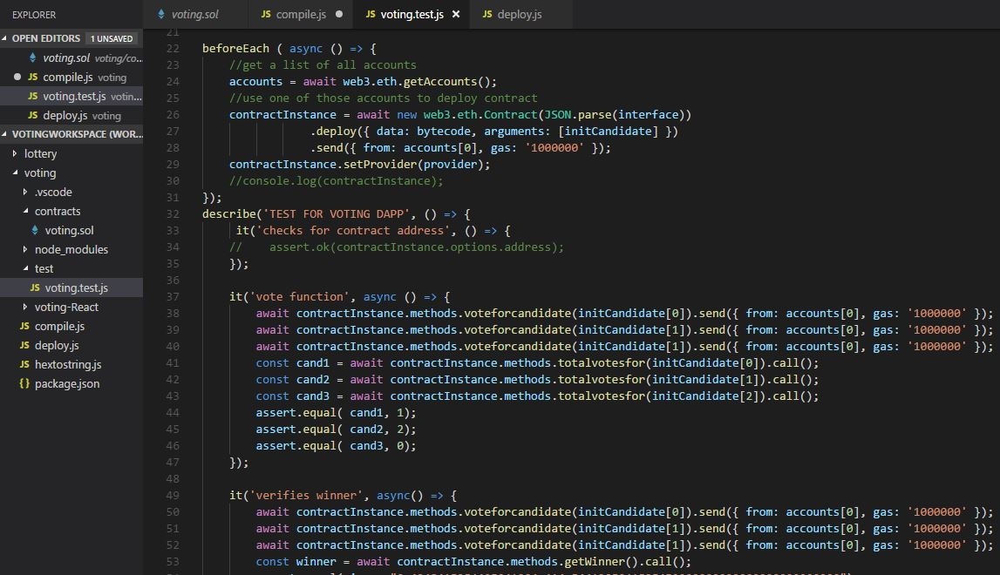 EXPLORER
OPEN EDITORS 1 UNSAVED
voting.sol voting/co...
JS compile.js voting
JS voting.test.js votin...
JS deploy.js voting
VOTINGWORKSPACE (WOR...
lottery
voting
.vscode
contracts
voting.sol
node_modules
test
JS voting.test.js
voting-React
JS compile.js
JS deploy.js
JS hextostring.js
{} package.json
voting.sol JS compile.js JS voting.test.js JS deploy.js
21
22 beforeEach ( async () => {
23 //get a list of all accounts
24 accounts = await web3.eth.getAccounts();
25 //use one of those accounts to deploy contract
26 contractInstance = await new web3.eth.Contract(JSON.parse(interface))
27 .deploy({ data: bytecode, arguments: [initCandidate] })
28 .send({ from: accounts[0], gas: '1000000' });
29 contractInstance.setProvider(provider);
30 //console.log(contractInstance);
31 });
32 describe('TEST FOR VOTING DAPP', () => {
33 it('checks for contract address', () => {
34 // assert.ok(contractInstance.options.address);
35 });
36
37 it('vote function', async () => {
38 await contractInstance.methods.voteforcandidate(initCandidate[0]).send({ from: accounts[0], gas: '1000000' });
39 await contractInstance.methods.voteforcandidate(initCandidate[1]).send({ from: accounts[0], gas: '1000000' });
40 await contractInstance.methods.voteforcandidate(initCandidate[1]).send({ from: accounts[0], gas: '1000000' });
41 const cand1 = await contractInstance.methods.totalvotesfor(initCandidate[0]).call();
42 const cand2 = await contractInstance.methods.totalvotesfor(initCandidate[1]).call();
43 const cand3 = await contractInstance.methods.totalvotesfor(initCandidate[2]).call();
44 assert.equal( cand1, 1);
45 assert.equal( cand2, 2);
46 assert.equal( cand3, 0);
47 });
48
49 it('verifies winner', async() => {
50 await contractInstance.methods.voteforcandidate(initCandidate[0]).send({ from: accounts[0], gas: '1000000' });
51 await contractInstance.methods.voteforcandidate(initCandidate[1]).send({ from: accounts[0], gas: '1000000' });
52 await contractInstance.methods.voteforcandidate(initCandidate[1]).send({ from: accounts[0], gas: '1000000' });
53 const winner = await contractInstance.methods.getWinner().call();